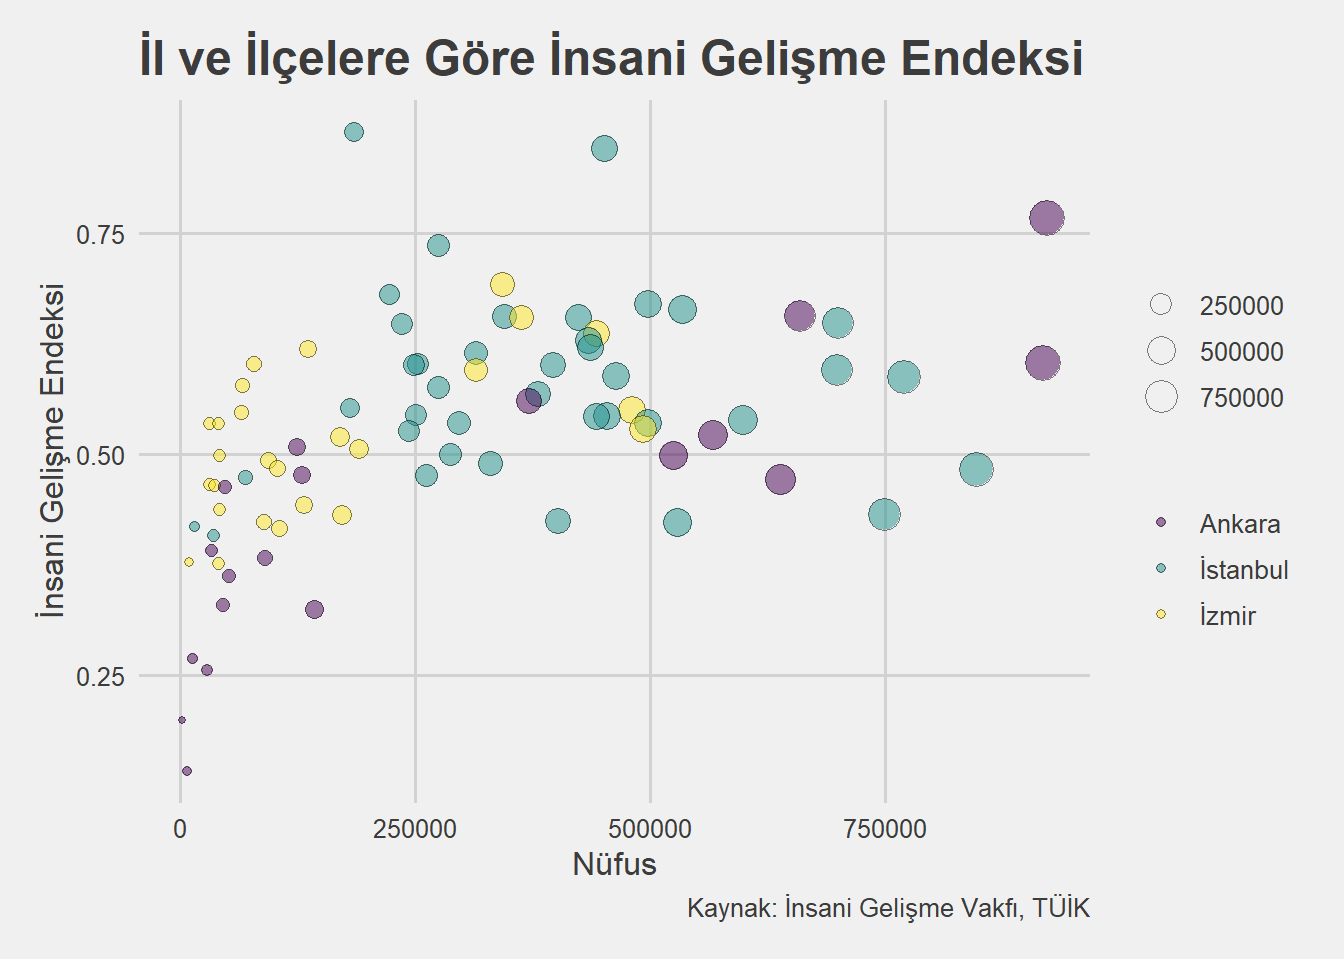 İl ve İlçelere Göre İnsani Gelişme Endeksi
İnsani Gelişme Endeksi
0.75
0.50
0.25
0
250000
500000
750000
Nüfus
250000
500000
750000
Ankara
İstanbul
İzmir
Kaynak: İnsani Gelişme Vakfı, TÜİK